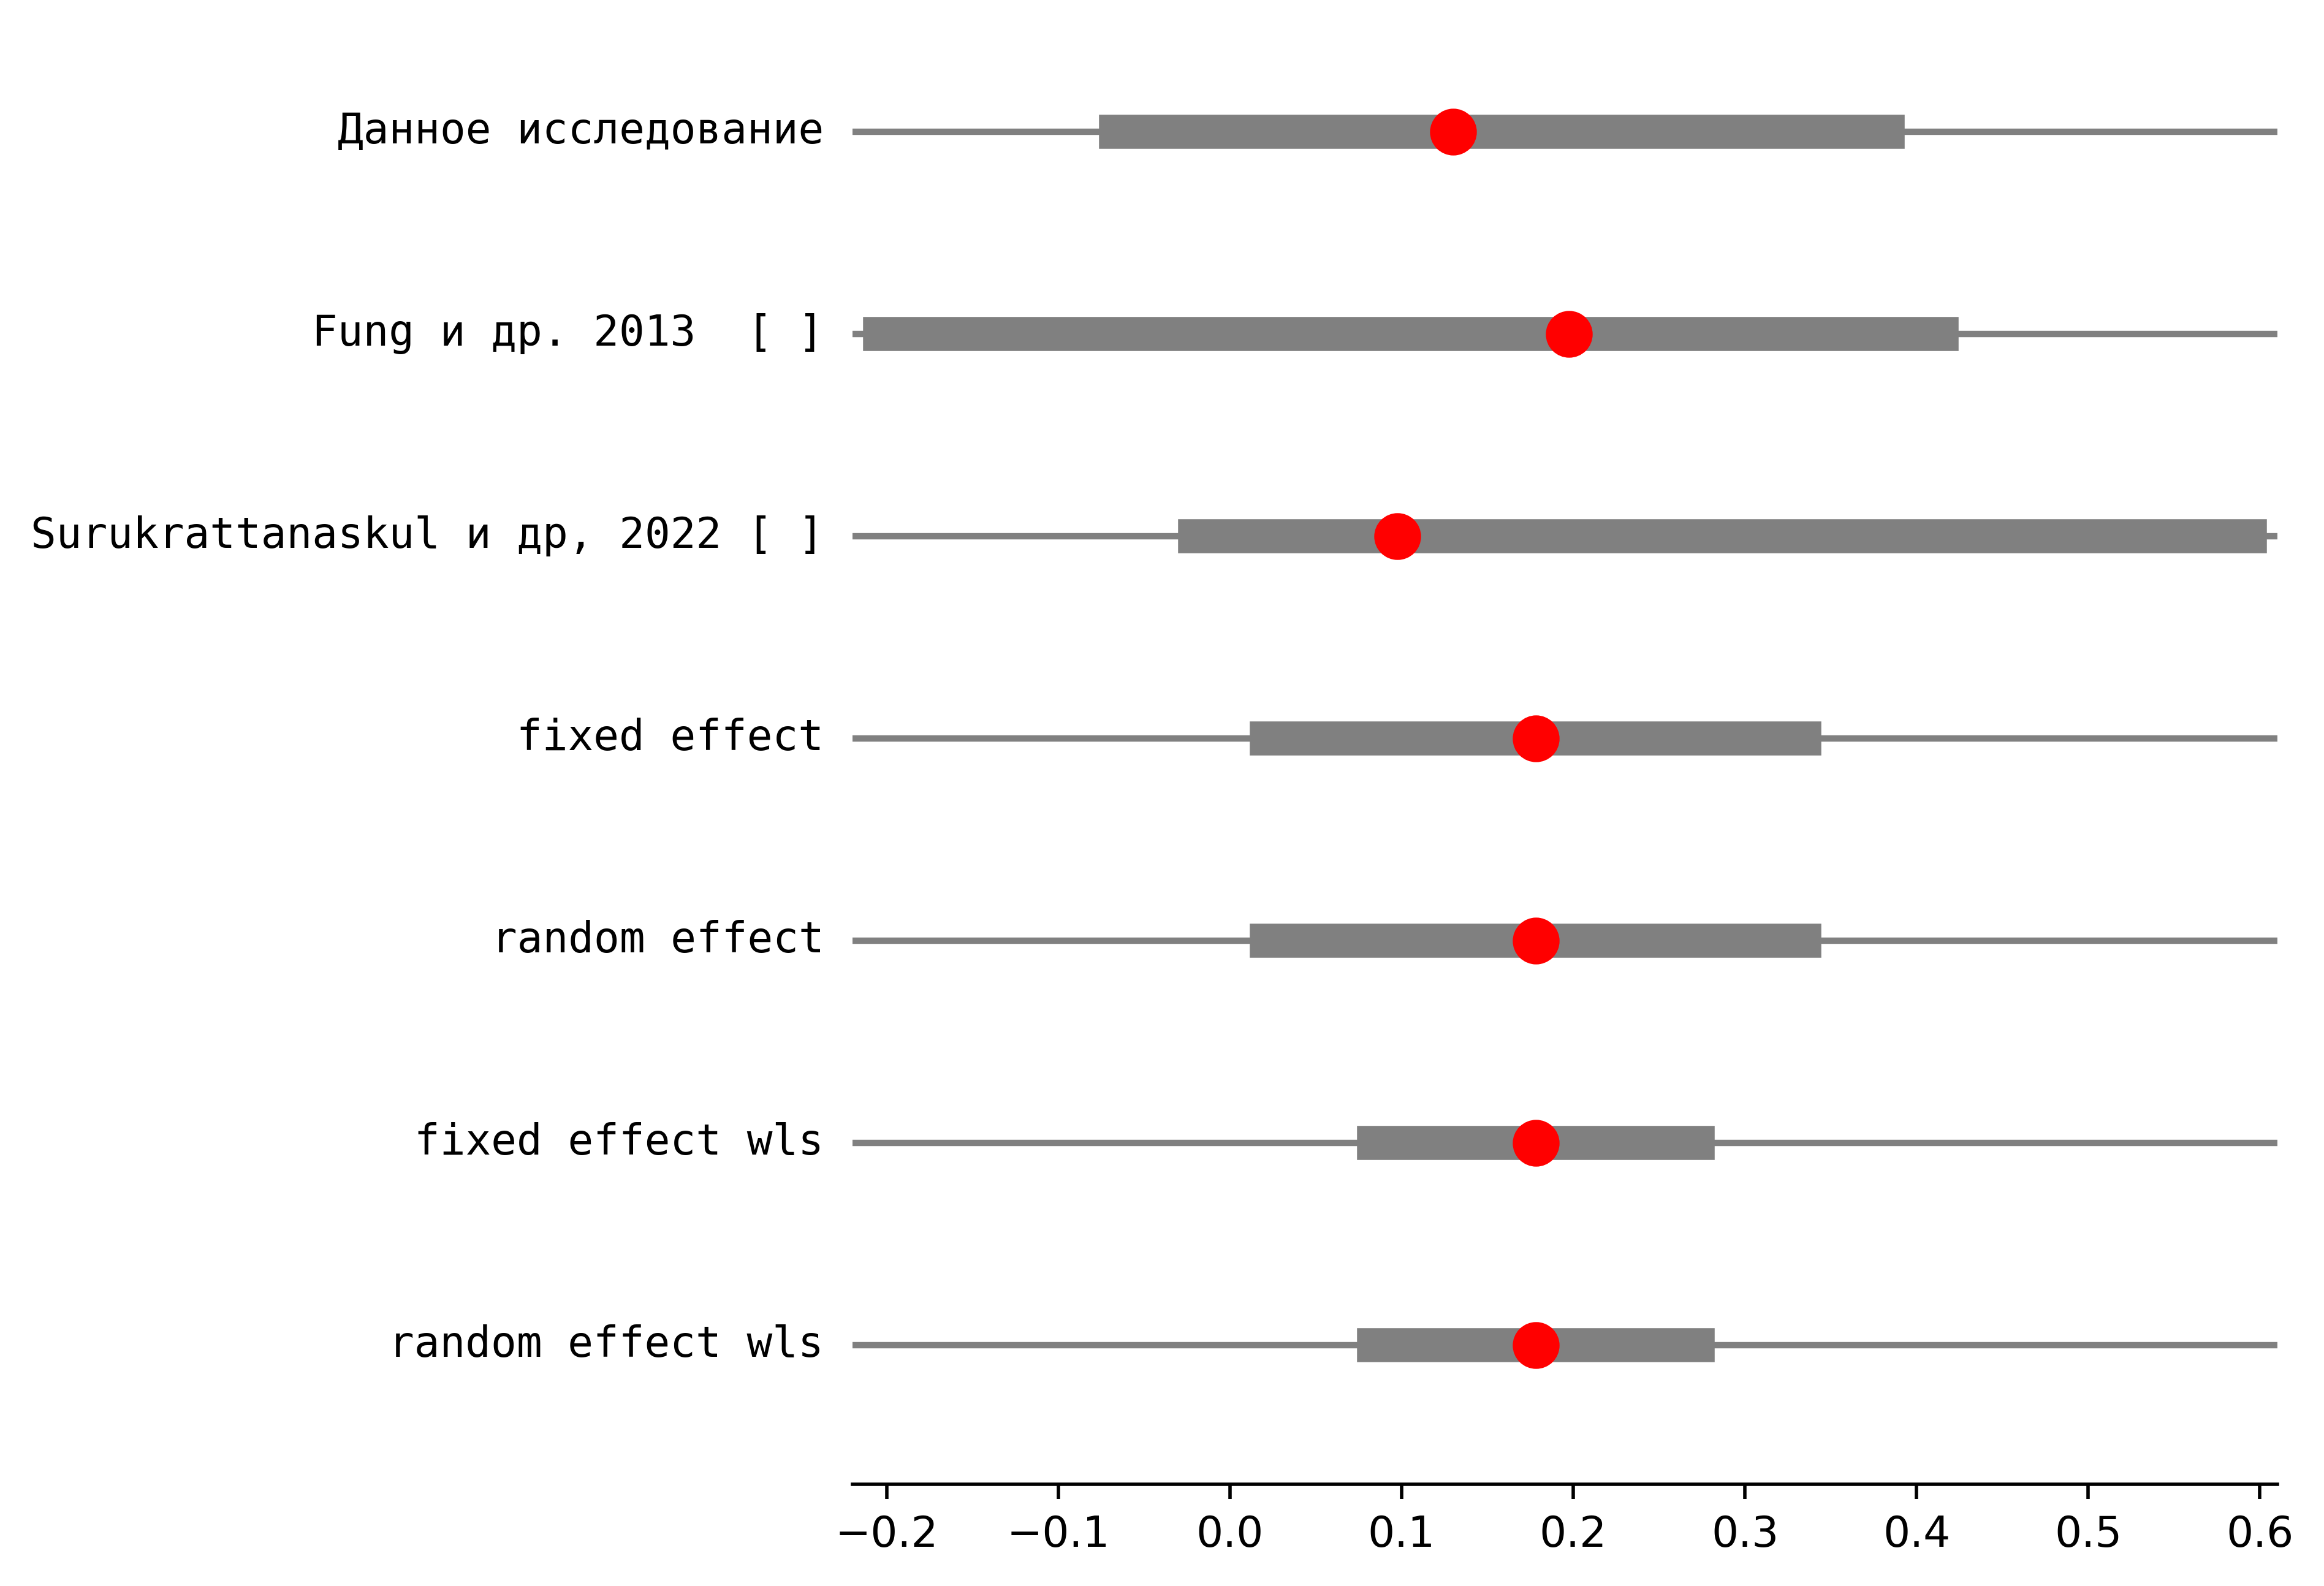 Данное исследование
Fung и др. 2013  [ ]
Surukrattanaskul и др, 2022 [ ]
fixed effect
random effect
fixed effect wls
random effect wls
−0.2 −0.1 0.0 0.1 0.2 0.3 0.4 0.5 0.6